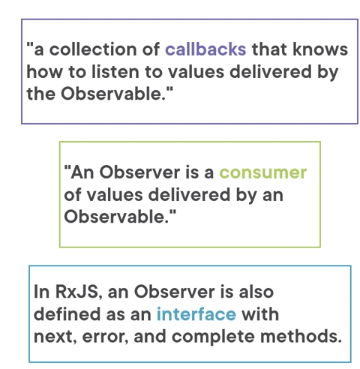 "a collection of callbacks that knows
how to listen to values delivered by
the Observable."
"An Observer is a consumer
of values delivered by an
Observable."
In RxJS, an Observer is also
defined as an interface with
next, error, and complete methods.